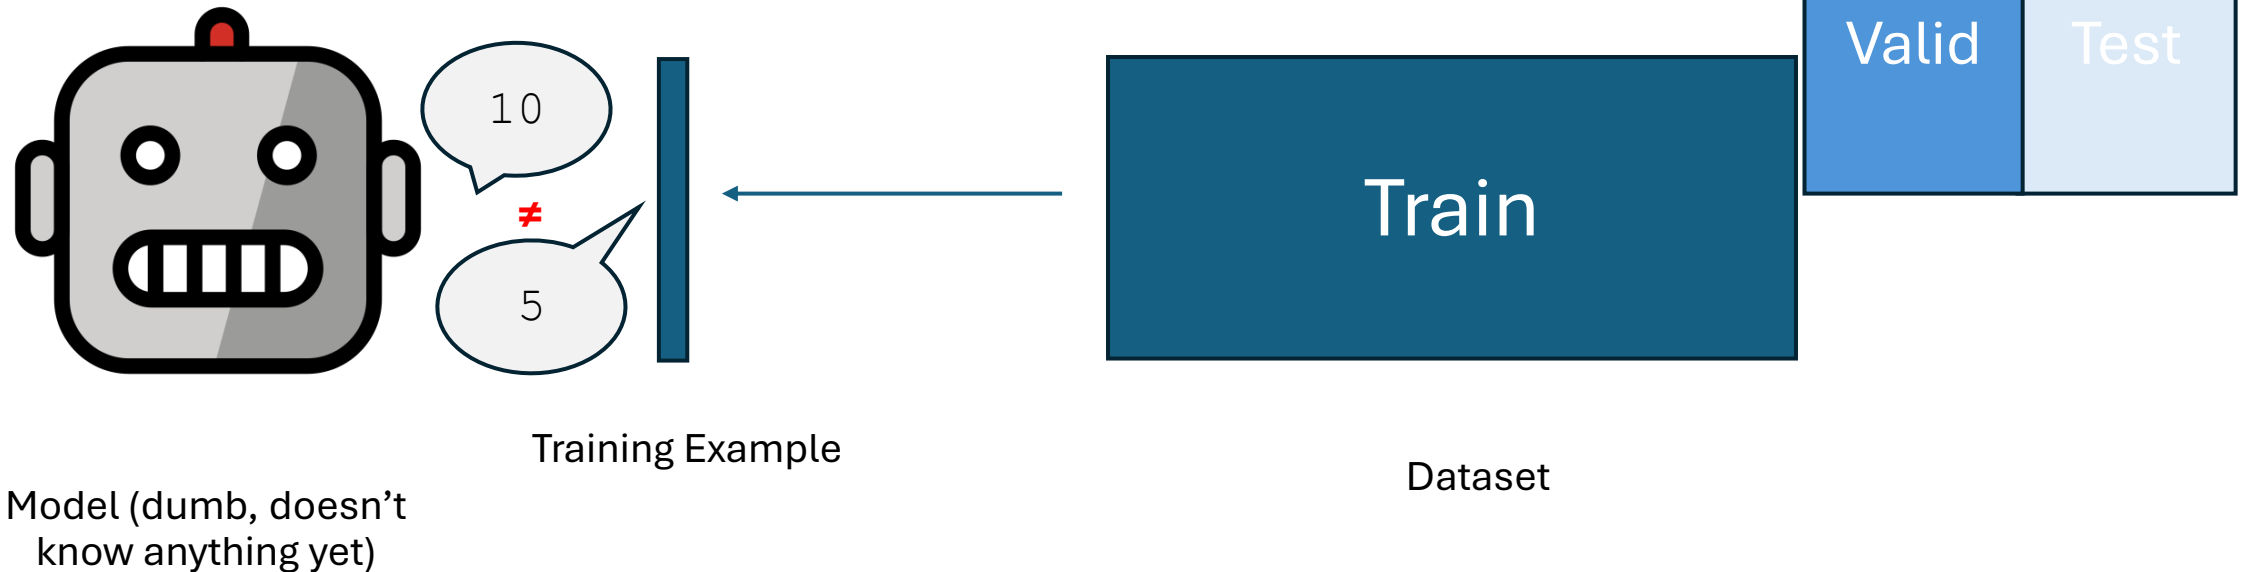 Valid
Test
10
≠
Train
5
Training Example
Dataset
Model (dumb, doesn’t
know anything yet)